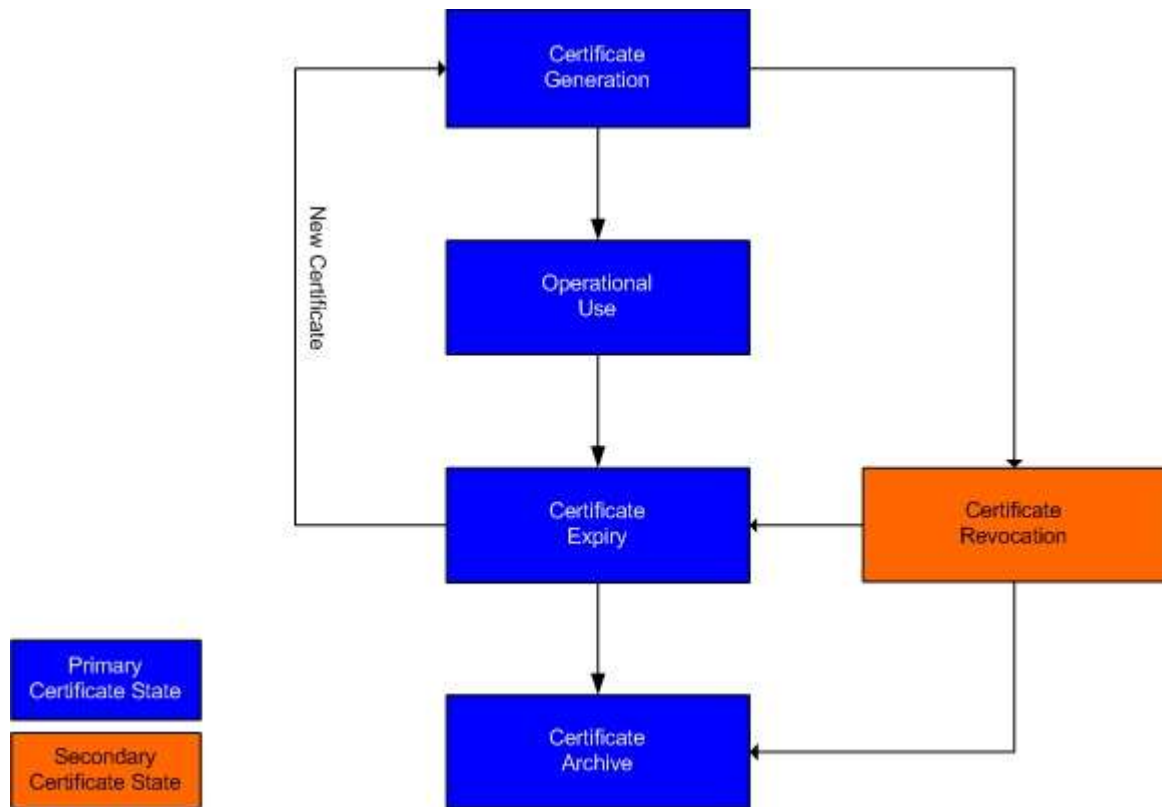 Certificate
Generation
New Certificate
Operational
Use
Certificate
Expiry
Certificate
Revocation
Primary
Certificate State
Certificate
Archive
Secondary
Certificate State